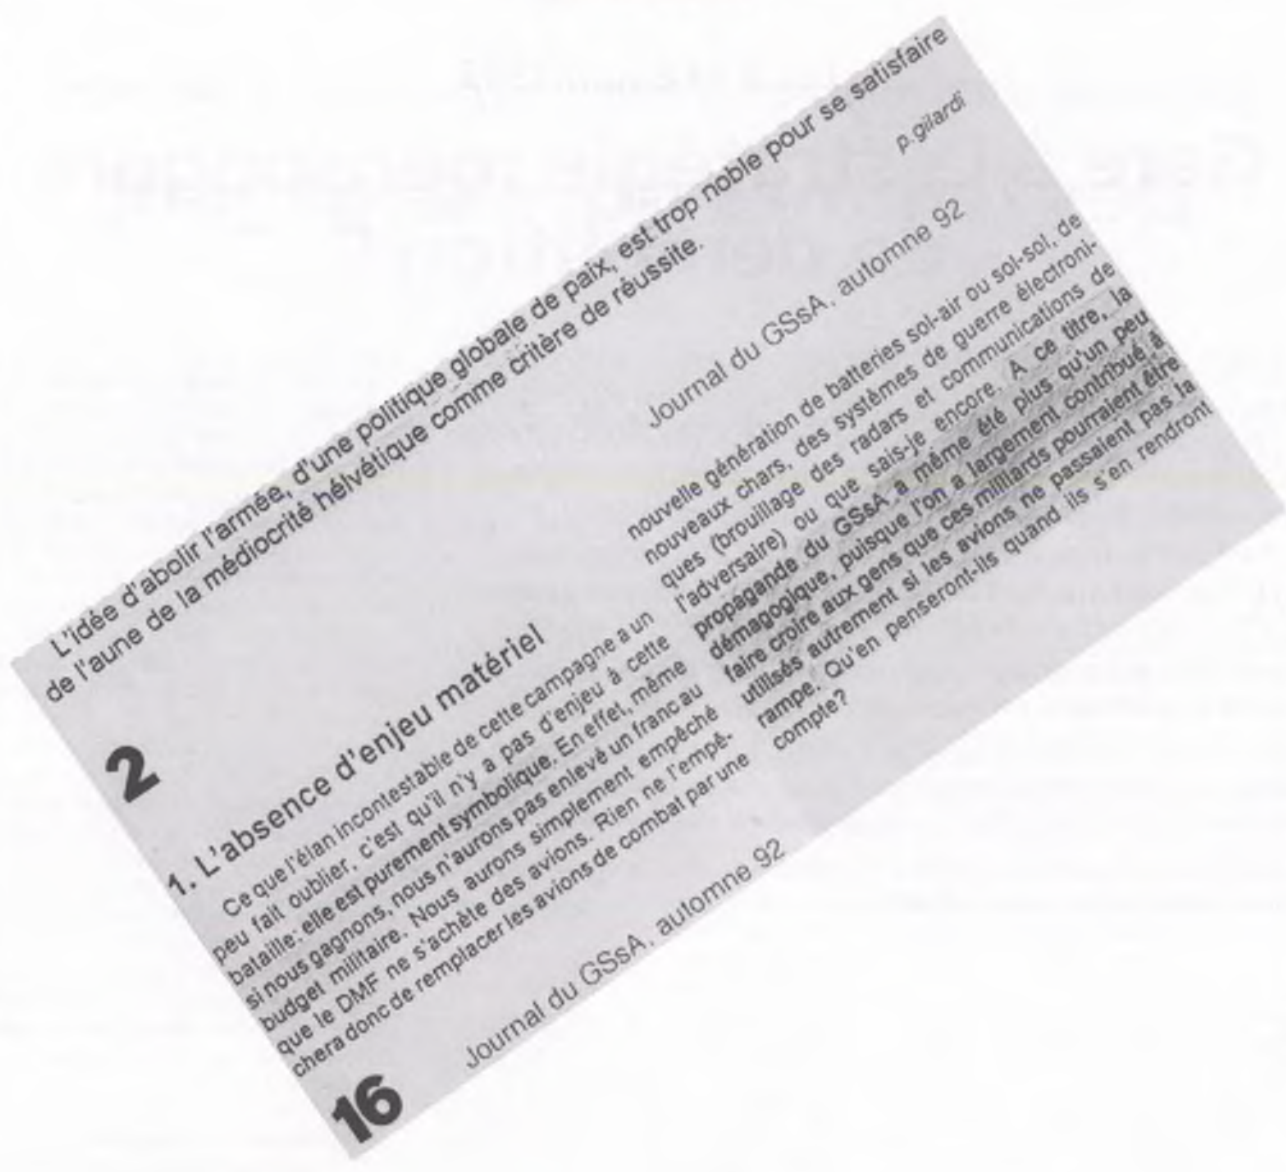 L'idée d'abolir l'armée, d'une politique globale de paix, est trop noble pour se satisfaire
de l'aune de la médiocrité hélvétique comme critère de réussite.
p.gilardi
2
Journal du GSsA, automne 92
1. L'absence d'enjeu matériel
Ce que l'élan incontestable de cette campagne a un
peu fait oublier, c'est qu'il n'y a pas d'enjeu à cette
bataille: elle est purement symbolique. En effet, même
si nous gagnons, nous n'aurons pas enlevé un franc au
budget militaire. Nous aurons simplement empêché
que le DMF ne s'achète des avions. Rien ne l'empê-
chera donc de remplacer les avions de combat par une
nouvelle génération de batteries sol-air ou sol-sol, de
nouveaux chars, des systèmes de guerre électroni-
ques (brouillage des radars et communications de
l'adversaire) ou que sais-je encore. A ce titre, la
propagande du GSsA a même été plus qu'un peu
démagogique, puisque l'on a largement contribué à
faire croire aux gens que ces milliards pourraient être
utilisés autrement si les avions ne passaient pas la
rampe. Qu'en penseront-ils quand ils s'en rendront
compte?
16
Journal du GSsA, automne 92